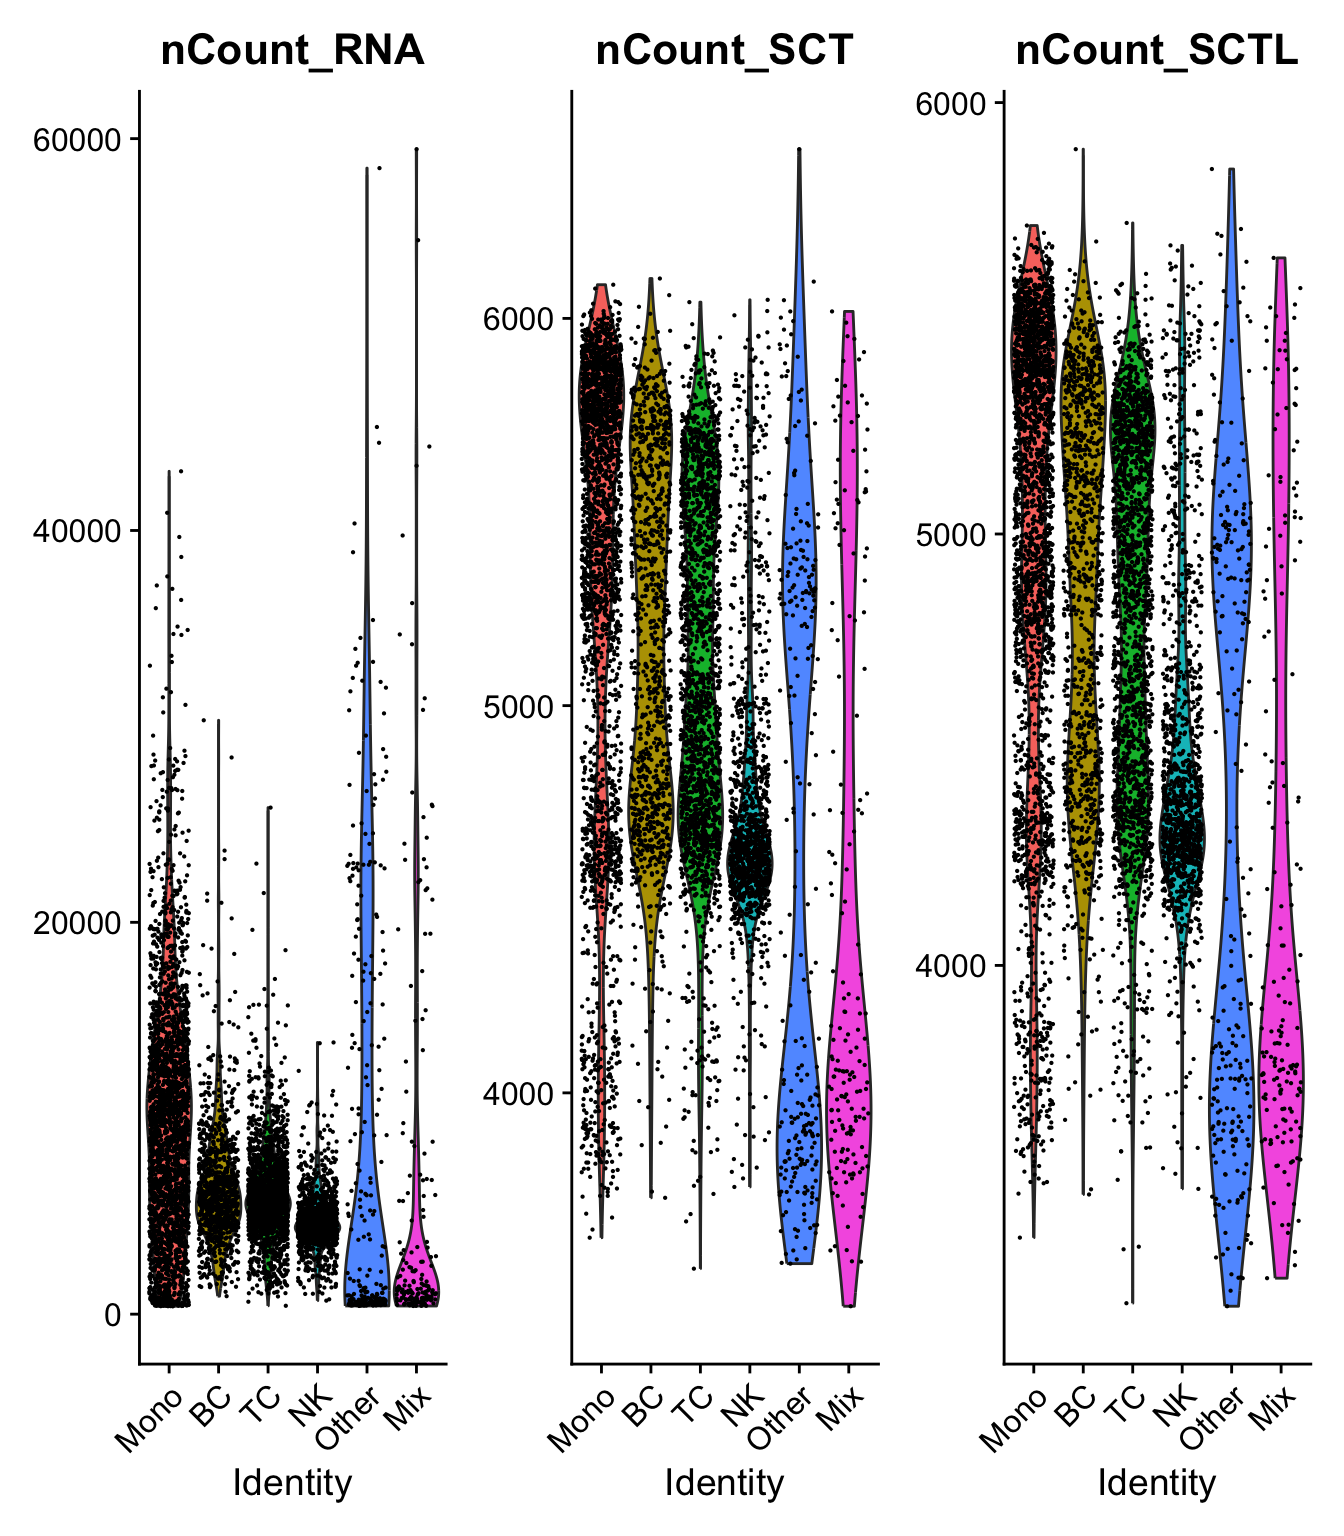 nCount_RNA
60000
40000
20000
0
Mono
BC
TC
NK
Other
Mix
Identity
nCount_SCT
6000
5000
4000
Mono
BC
TC
NK
Other
Mix
Identity
nCount_SCTL
6000
5000
4000
Mono
BC
TC
NK
Other
Mix
Identity